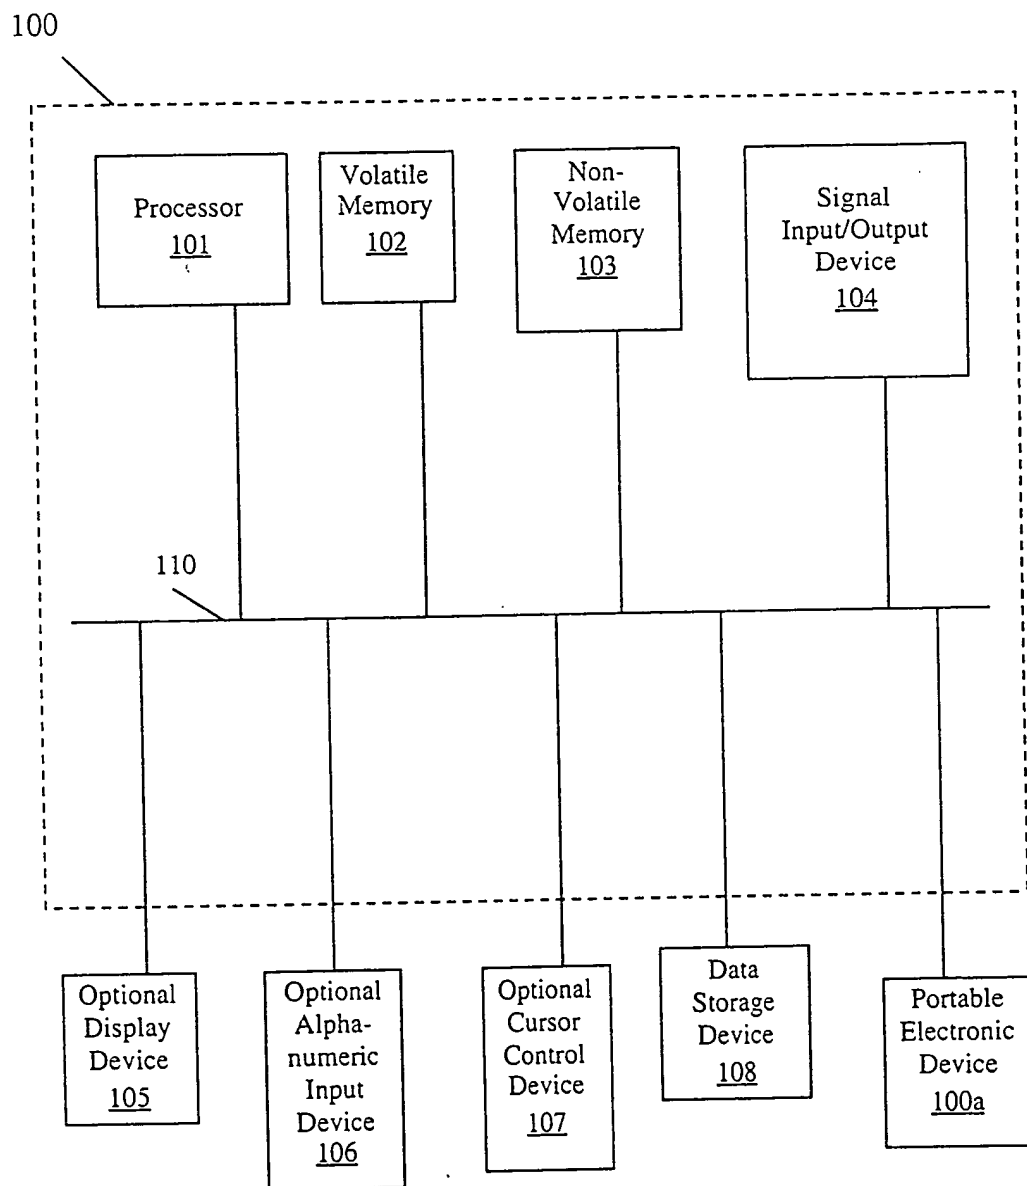 100
Processor
101
Volatile
Memory
102
Non-
Volatile
Memory
103
Signal
Input/Output
Device
104
110
Optional
Display
Device
105
Optional
Alpha-
numeric
Input
Device
106
Optional
Cursor
Control
Device
107
Data
Storage
Device
108
Portable
Electronic
Device
100a